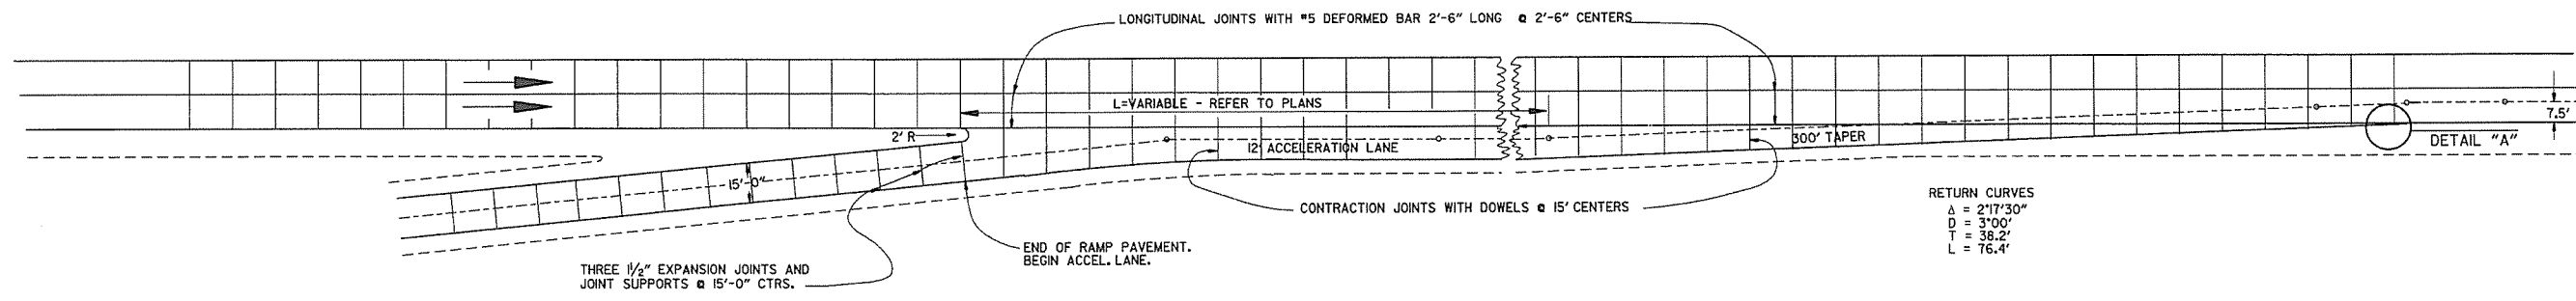 LONGITUDINAL JOINTS WITH #5 DEFORMED BAR 2'-6" LONG @ 2'-6" CENTERS
L=VARIABLE - REFER TO PLANS
7.5'
2' R
12' ACCELERATION LANE
300' TAPER
DETAIL "A"
15'-0"
RETURN CURVES
Δ = 2°17'30"
D = 3°00'
T = 38.2'
L = 76.4'
CONTRACTION JOINTS WITH DOWELS @ 15' CENTERS
END OF RAMP PAVEMENT.
BEGIN ACCEL. LANE.
THREE 1½" EXPANSION JOINTS AND
JOINT SUPPORTS @ 15'-0" CTRS.